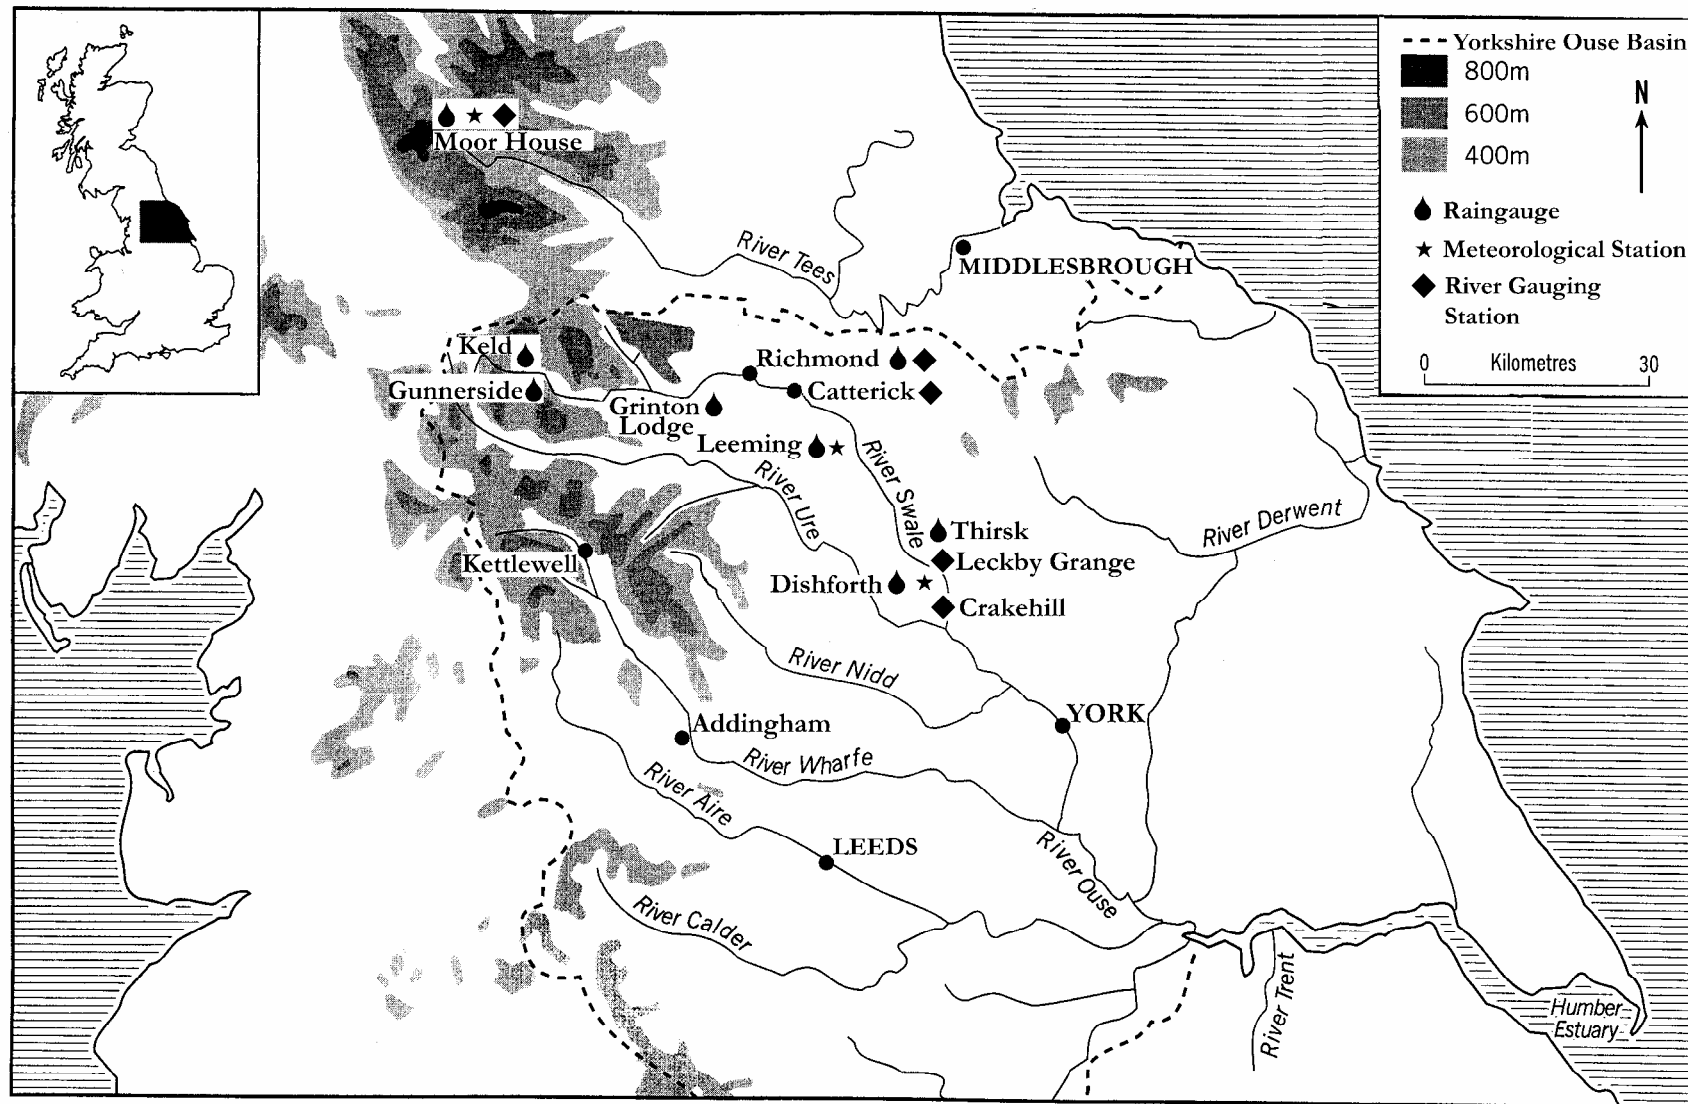 Yorkshire Ouse Basin
800m
600m
400m
N
Raingauge
Meteorological Station
River Gauging
Station
0 Kilometres 30
Moor House
River Tees
MIDDLESBROUGH
Keld
Richmond
Gunnerside
Catterick
Grinton
Lodge
Leeming
River Swale
River Ure
Thirsk
River Derwent
Kettlewell
Leckby Grange
Dishforth
Crakehill
River Nidd
YORK
Addingham
River Wharfe
River Aire
LEEDS
River Ouse
River Calder
River Trent
Humber
Estuary